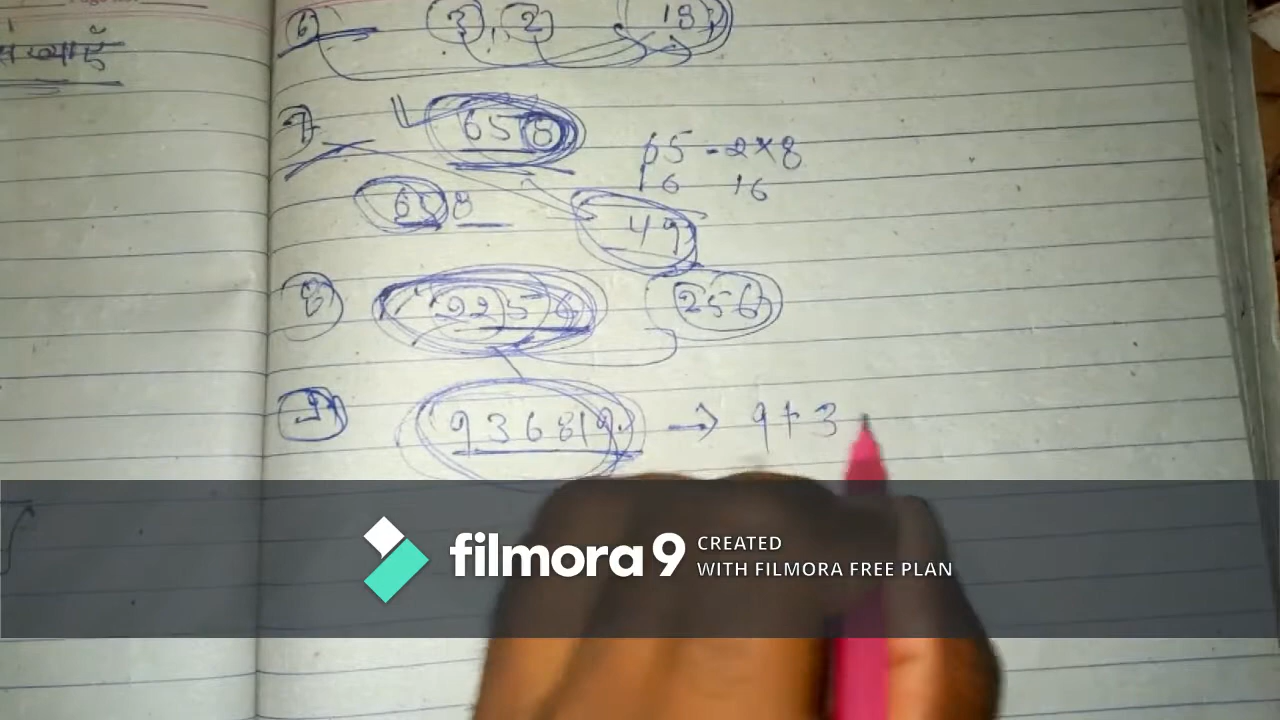 संख्याएँ
6 3, 2 18
7 658 65 - 2×8
16 16
658 49
8 2256 256
9 936819 → 9+3
filmora 9 CREATED
WITH FILMORA FREE PLAN